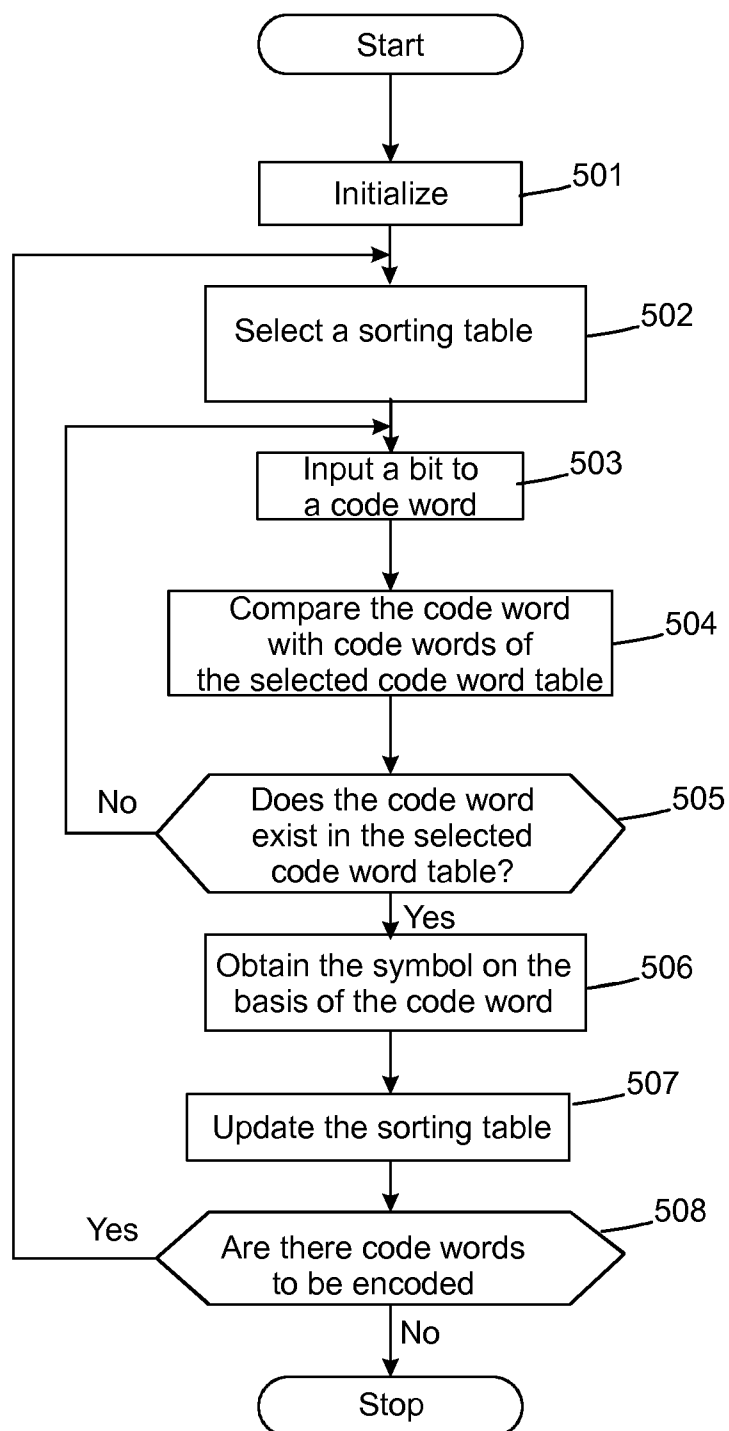 Start
Initialize
501
Select a sorting table
502
Input a bit to
a code word
503
Compare the code word
with code words of
the selected code word table
504
Does the code word
exist in the selected
code word table?
505
No
Yes
Obtain the symbol on the
basis of the code word
506
Update the sorting table
507
Are there code words
to be encoded
508
Yes
No
Stop